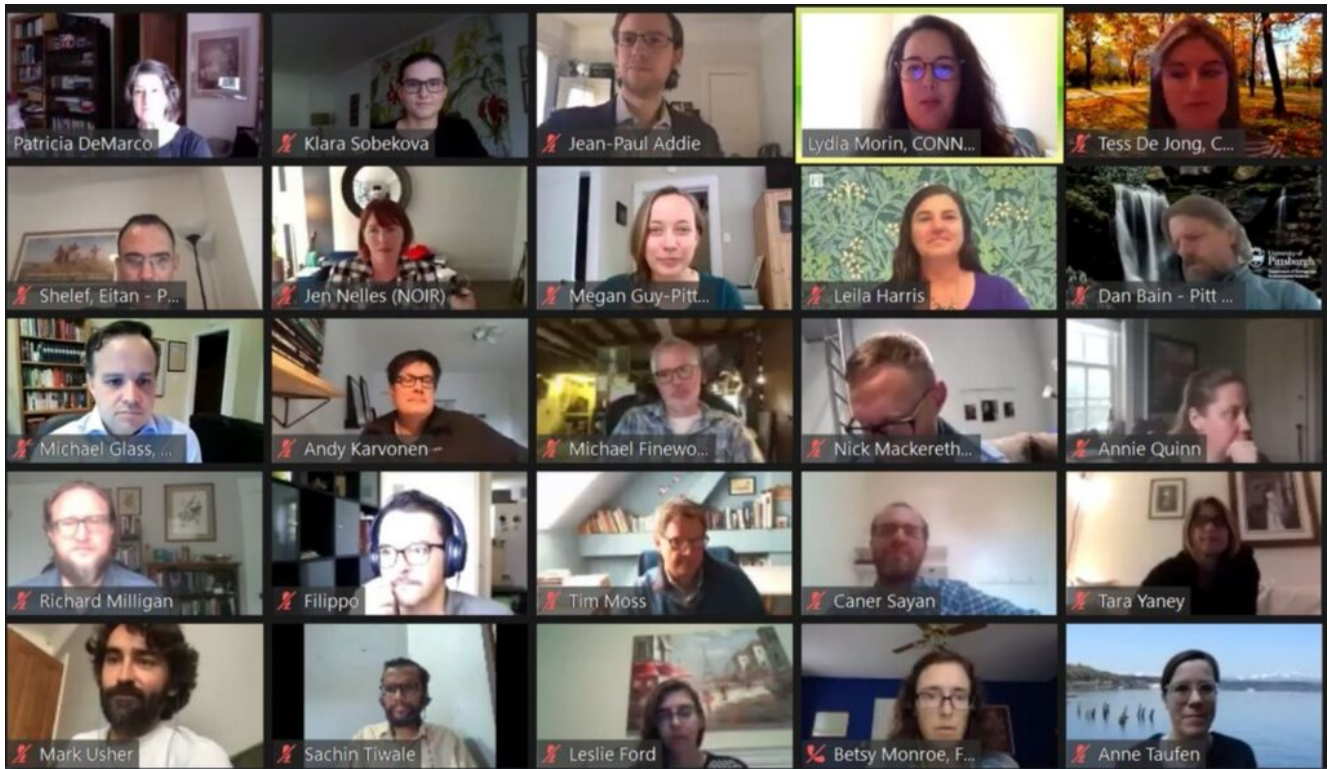 Patricia DeMarco
Klara Sobekova
Jean-Paul Addie
Lydia Morin, CONN...
Tess De Jong, C...
Shelef, Eitan - P...
Jen Nelles (NOIR)
Megan Guy-Pitt...
Leila Harris
University of
Pittsburgh
Dan Bain - Pitt ...
Michael Glass, ...
Andy Karvonen
Michael Finewo...
Nick Mackereth...
Annie Quinn
Richard Milligan
Filippo
Tim Moss
Caner Sayan
Tara Yaney
Mark Usher
Sachin Tiwale
Leslie Ford
Betsy Monroe, F...
Anne Taufen